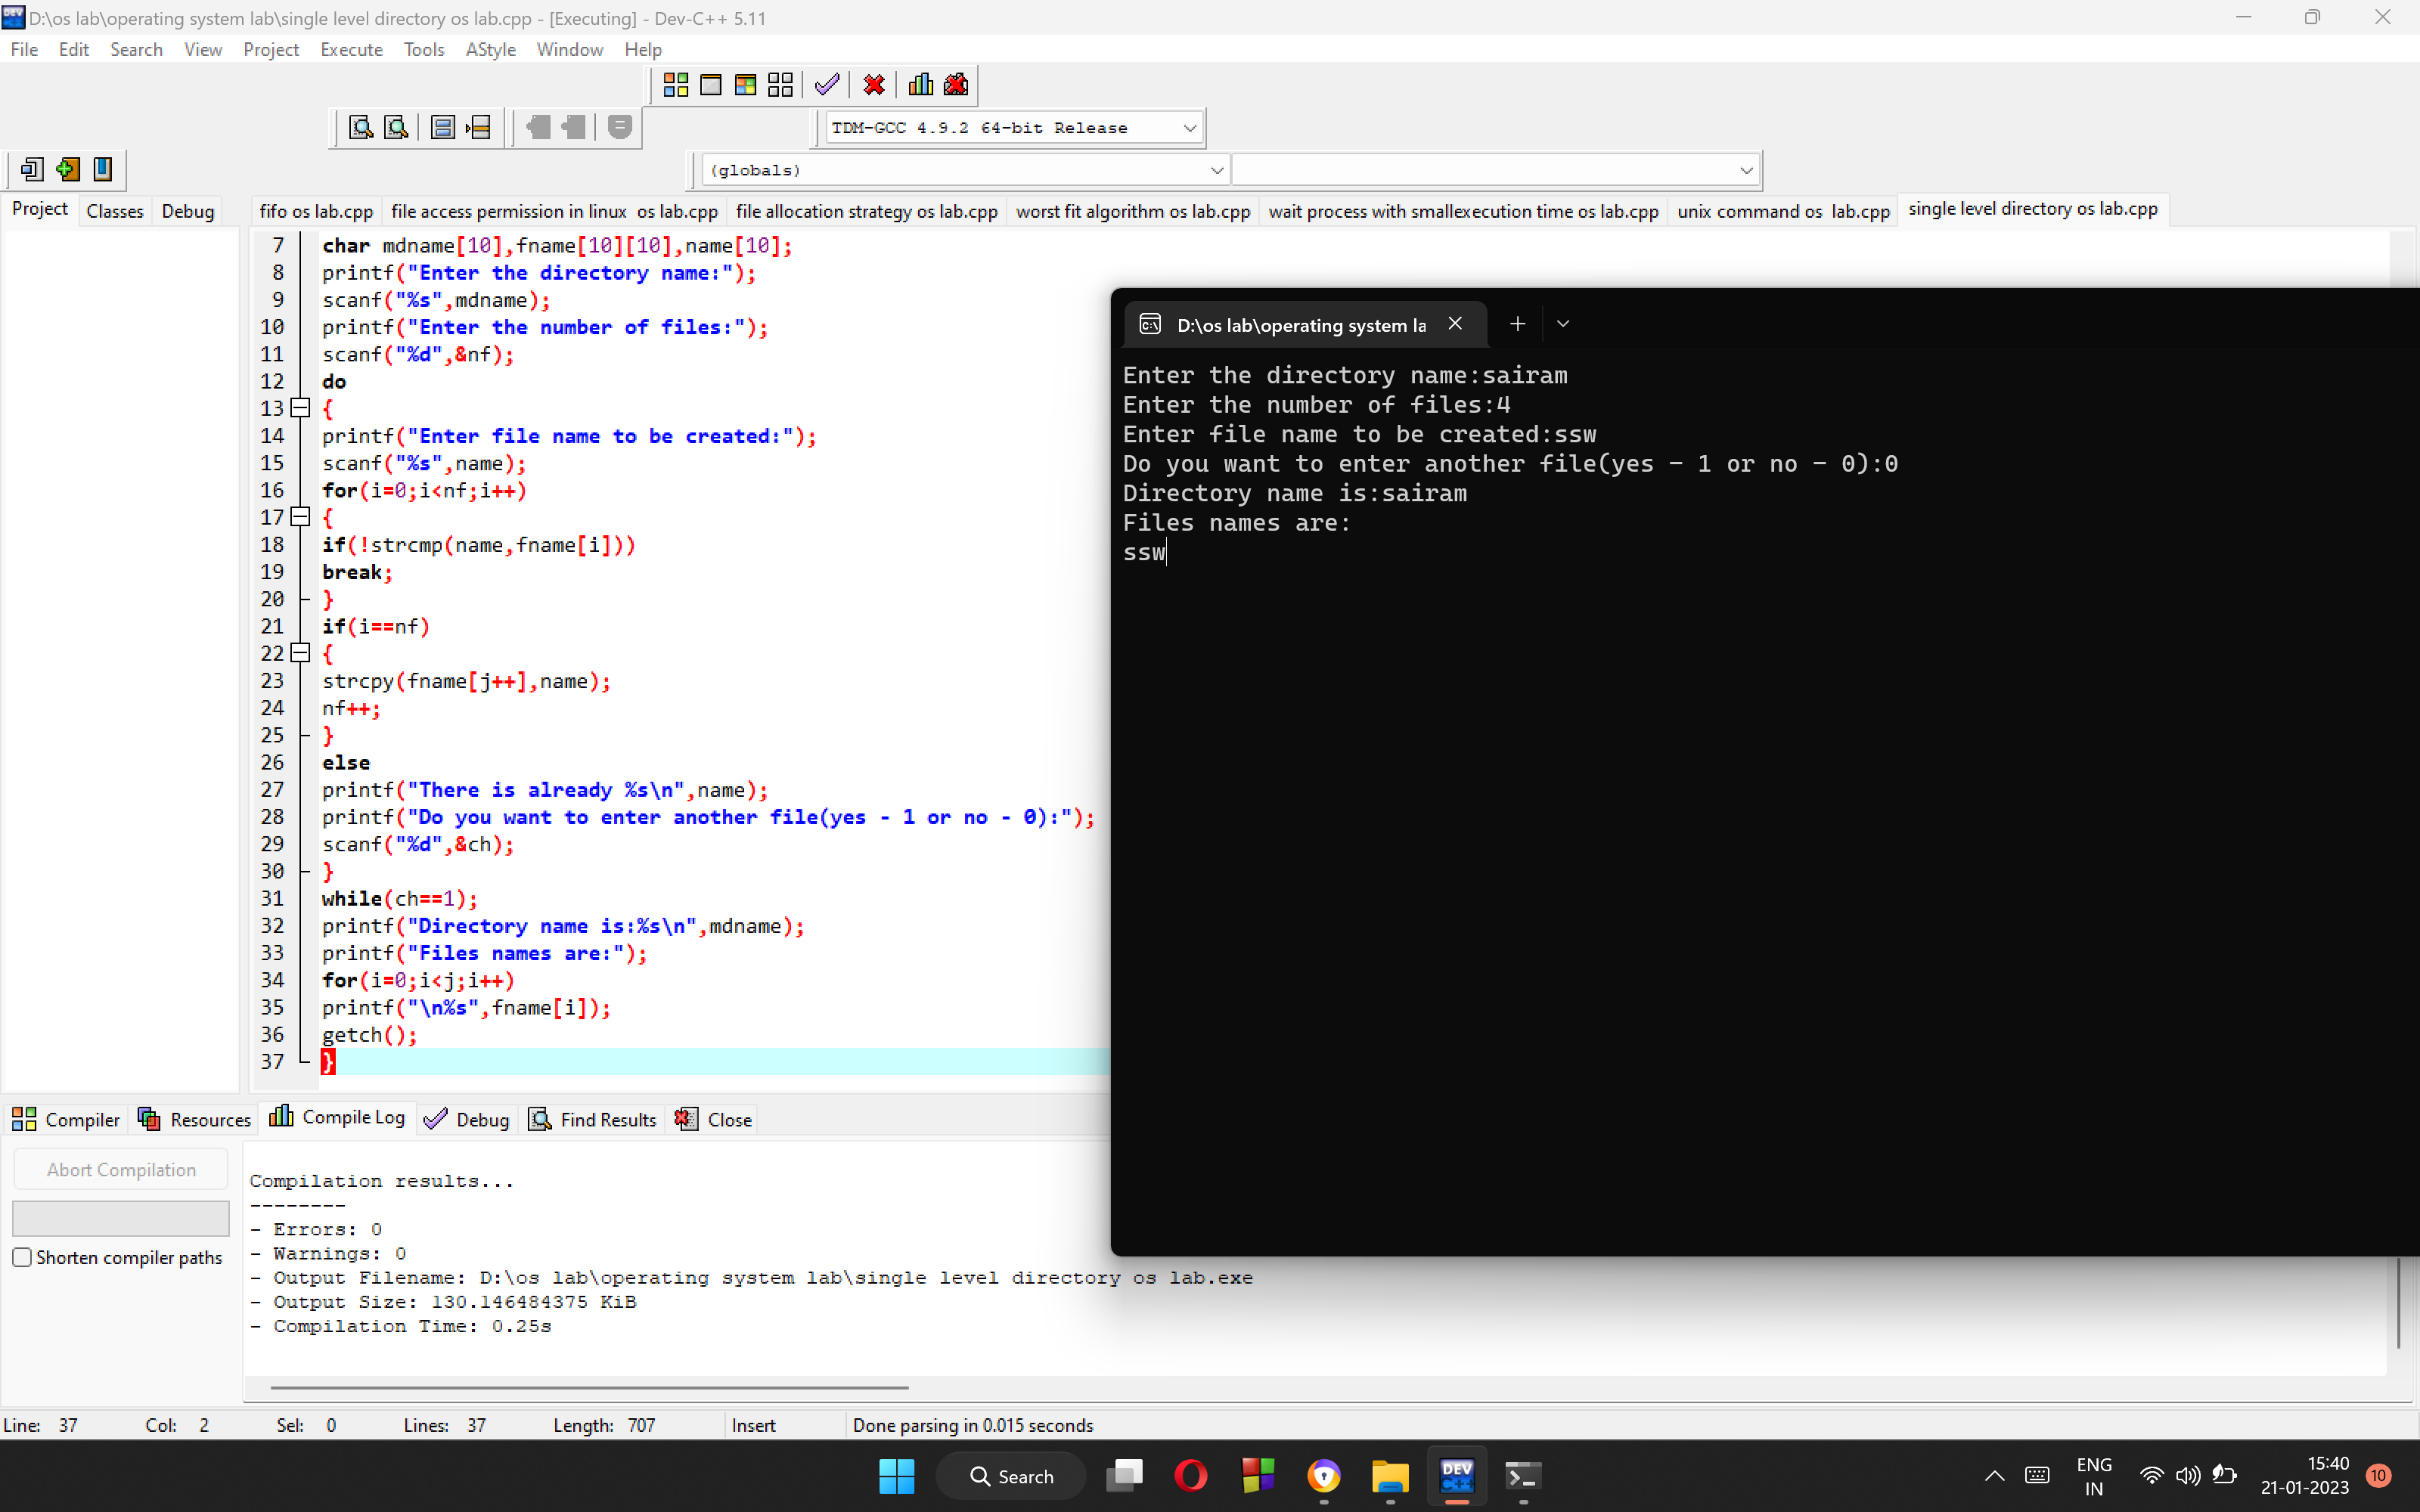 D:\os lab\operating system lab\single level directory os lab.cpp - [Executing] - Dev-C++ 5.11
File Edit Search View Project Execute Tools AStyle Window Help
TDM-GCC 4.9.2 64-bit Release
(globals)
Project Classes Debug
fifo os lab.cpp file access permission in linux os lab.cpp file allocation strategy os lab.cpp worst fit algorithm os lab.cpp wait process with smallexecution time os lab.cpp unix command os lab.cpp single level directory os lab.cpp
7 char mdname[10],fname[10][10],name[10];
8 printf("Enter the directory name:");
9 scanf("%s",mdname);
10 printf("Enter the number of files:");
11 scanf("%d",&nf);
12 do
13 {
14 printf("Enter file name to be created:");
15 scanf("%s",name);
16 for(i=0;i<nf;i++)
17 {
18 if(!strcmp(name,fname[i]))
19 break;
20 }
21 if(i==nf)
22 {
23 strcpy(fname[j++],name);
24 nf++;
25 }
26 else
27 printf("There is already %s\n",name);
28 printf("Do you want to enter another file(yes - 1 or no - 0):");
29 scanf("%d",&ch);
30 }
31 while(ch==1);
32 printf("Directory name is:%s\n",mdname);
33 printf("Files names are:");
34 for(i=0;i<j;i++)
35 printf("\n%s",fname[i]);
36 getch();
37 }
D:\os lab\operating system la
Enter the directory name:sairam
Enter the number of files:4
Enter file name to be created:ssw
Do you want to enter another file(yes - 1 or no - 0):0
Directory name is:sairam
Files names are:
ssw
Compiler Resources Compile Log Debug Find Results Close
Abort Compilation
Shorten compiler paths
Compilation results...
--------
- Errors: 0
- Warnings: 0
- Output Filename: D:\os lab\operating system lab\single level directory os lab.exe
- Output Size: 130.146484375 KiB
- Compilation Time: 0.25s
Line: 37 Col: 2 Sel: 0 Lines: 37 Length: 707 Insert Done parsing in 0.015 seconds
Search
DEV C++
ENG
IN
15:40
21-01-2023
10